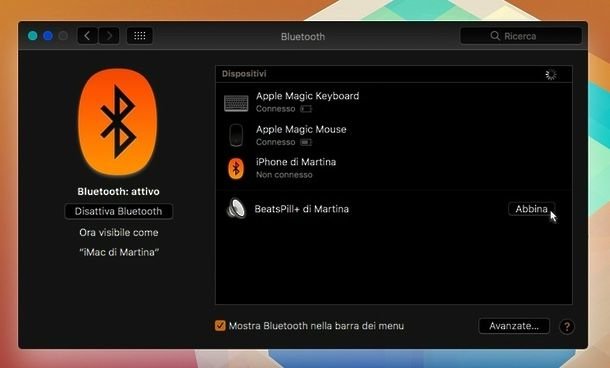 Bluetooth
Ricerca
Dispositivi
Apple Magic Keyboard
Connesso
Apple Magic Mouse
Connesso
iPhone di Martina
Non connesso
BeatsPill+ di Martina
Abbina
Bluetooth: attivo
Disattiva Bluetooth
Ora visibile come
“iMac di Martina”
Mostra Bluetooth nella barra dei menu
Avanzate...
?